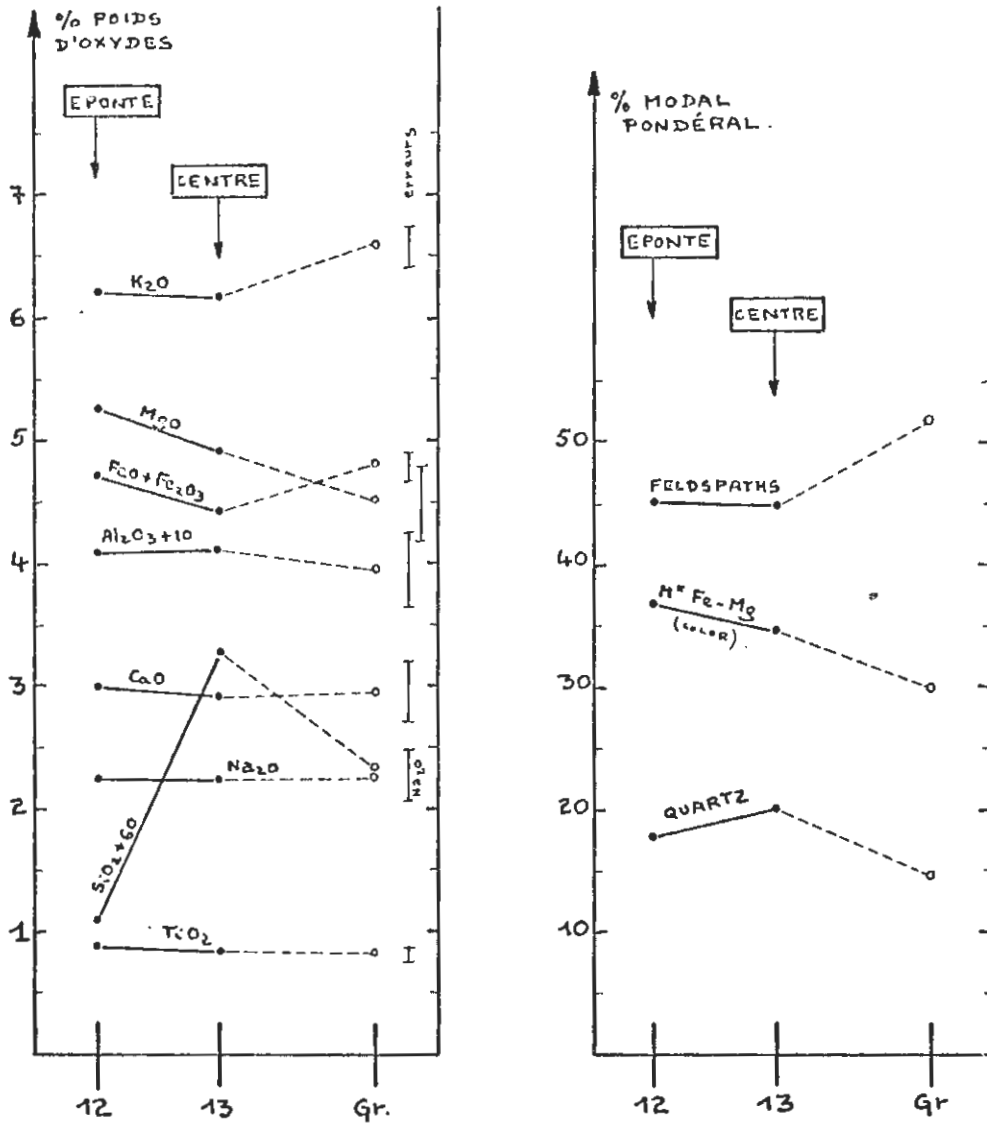 % POIDS
D'OXYDES
EPONTE
CENTRE
erreurs
7
6
5
4
3
2
1
K2O
MgO
FeO+Fe2O3
Al2O3+10
CaO
Na2O
SiO2+60
TiO2
Na2O
12
13
Gr.
% MODAL
PONDÉRAL.
EPONTE
CENTRE
50
40
30
20
10
FELDSPATHS
Mx Fe-Mg
(COLOR)
QUARTZ
12
13
Gr